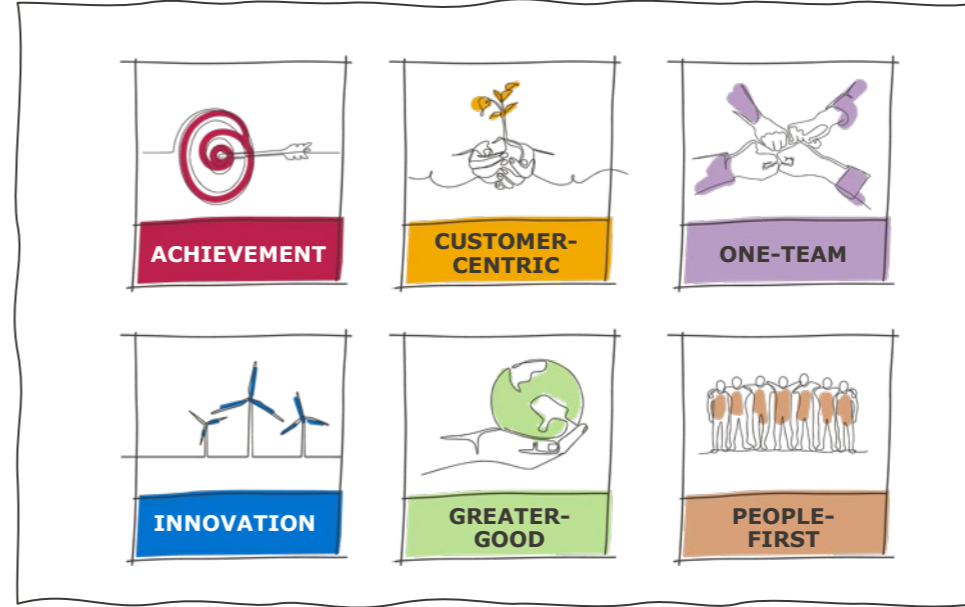 ACHIEVEMENT
CUSTOMER-
CENTRIC
ONE-TEAM
INNOVATION
GREATER-
GOOD
PEOPLE-
FIRST